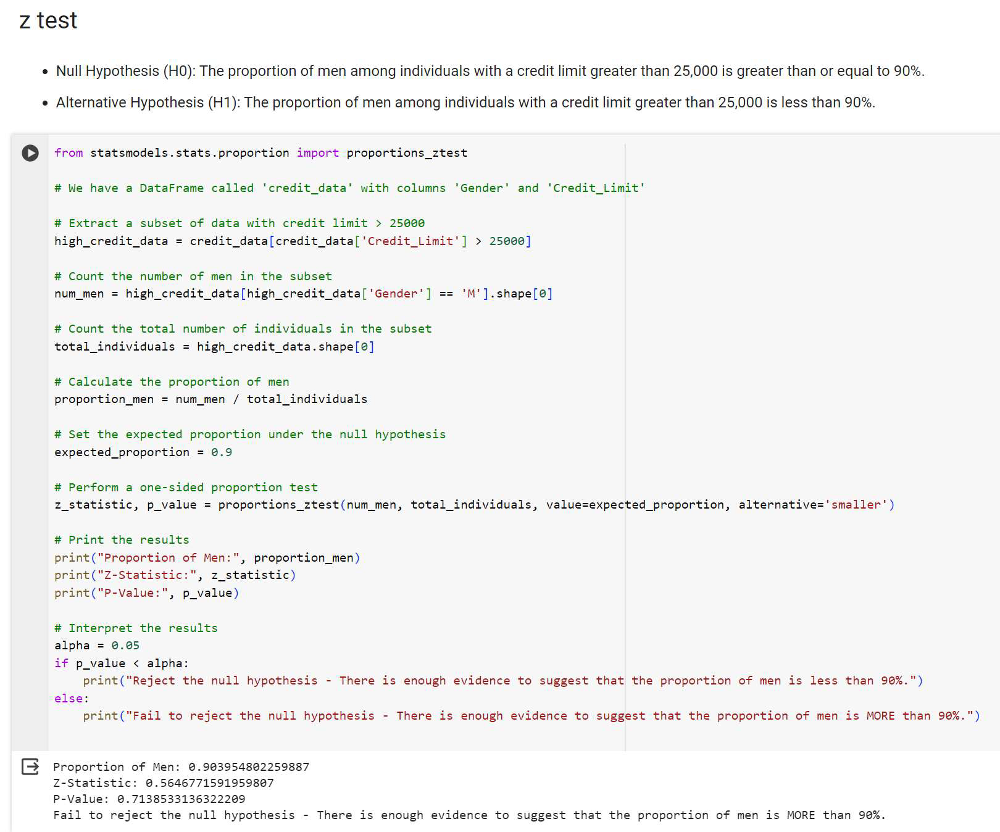 z test
• Null Hypothesis (H0): The proportion of men among individuals with a credit limit greater than 25,000 is greater than or equal to 90%.
• Alternative Hypothesis (H1): The proportion of men among individuals with a credit limit greater than 25,000 is less than 90%.
from statsmodels.stats.proportion import proportions_ztest
# We have a DataFrame called 'credit_data' with columns 'Gender' and 'Credit_Limit'
# Extract a subset of data with credit limit > 25000
high_credit_data = credit_data[credit_data['Credit_Limit'] > 25000]
# Count the number of men in the subset
num_men = high_credit_data[high_credit_data['Gender'] == 'M'].shape[0]
# Count the total number of individuals in the subset
total_individuals = high_credit_data.shape[0]
# Calculate the proportion of men
proportion_men = num_men / total_individuals
# Set the expected proportion under the null hypothesis
expected_proportion = 0.9
# Perform a one-sided proportion test
z_statistic, p_value = proportions_ztest(num_men, total_individuals, value=expected_proportion, alternative='smaller')
# Print the results
print("Proportion of Men:", proportion_men)
print("Z-Statistic:", z_statistic)
print("P-Value:", p_value)
# Interpret the results
alpha = 0.05
if p_value < alpha:
    print("Reject the null hypothesis - There is enough evidence to suggest that the proportion of men is less than 90%.")
else:
    print("Fail to reject the null hypothesis - There is enough evidence to suggest that the proportion of men is MORE than 90%.")
Proportion of Men: 0.903954802259887
Z-Statistic: 0.5646771591959807
P-Value: 0.7138533136322209
Fail to reject the null hypothesis - There is enough evidence to suggest that the proportion of men is MORE than 90%.